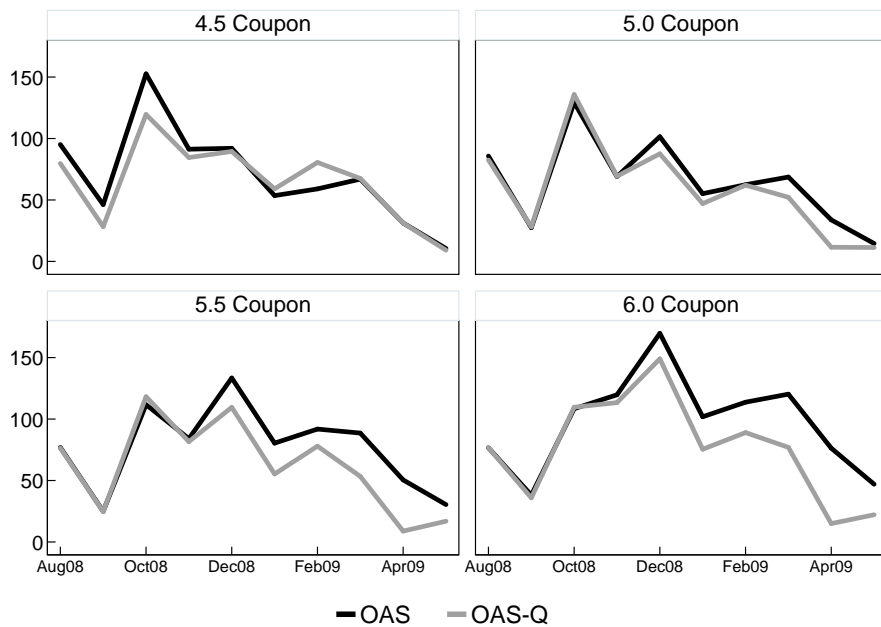 4.5 Coupon
5.0 Coupon
150
100
50
0
5.5 Coupon
6.0 Coupon
150
100
50
0
Aug08 Oct08 Dec08 Feb09 Apr09
Aug08 Oct08 Dec08 Feb09 Apr09
OAS OAS-Q